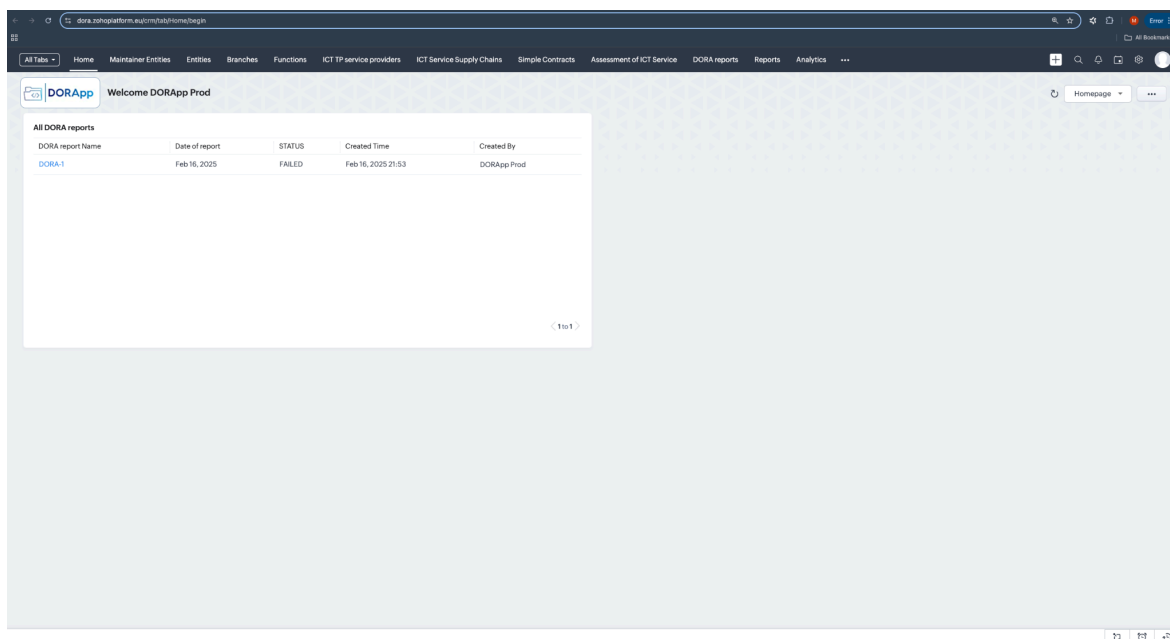 dora.zohoplatform.eu/crm/tab/Home/begin
M
Error
All Bookmark
All Tabs
Home
Maintainer Entities
Entities
Branches
Functions
ICT TP service providers
ICT Service Supply Chains
Simple Contracts
Assessment of ICT Service
DORA reports
Reports
Analytics
DORApp
Welcome DORApp Prod
Homepage
All DORA reports
DORA report Name Date of report STATUS Created Time Created By
DORA-1 Feb 16, 2025 FAILED Feb 16, 2025 21:53 DORApp Prod
1 to 1